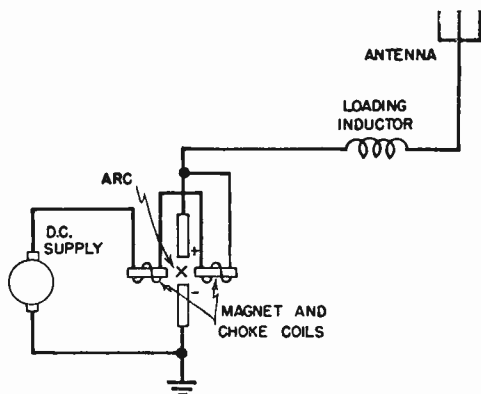 ANTENNA
LOADING
INDUCTOR
ARC
D.C.
SUPPLY
+
-
MAGNET AND
CHOKE COILS